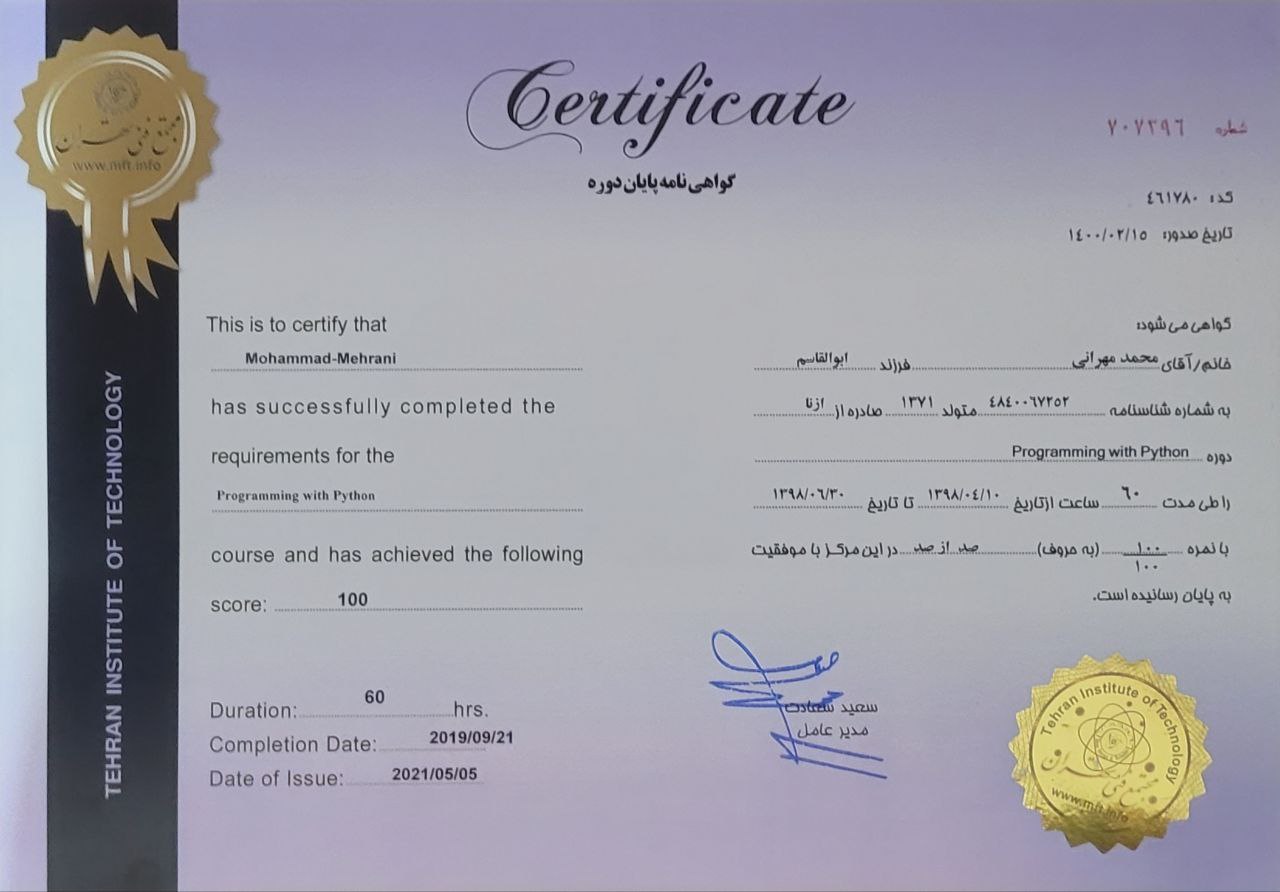 Certificate
گواهی نامه پایان دوره
شماره ۷۰۷۳۹۶
کد: ۴۶۱۷۸۰
تاریخ صدور: ۱۴۰۰/۰۲/۱۵
مجتمع فنی تهران
www.mft.info
TEHRAN INSTITUTE OF TECHNOLOGY
This is to certify that
Mohammad-Mehrani
has successfully completed the
requirements for the
Programming with Python
course and has achieved the following
score: 100
Duration: 60 hrs.
Completion Date: 2019/09/21
Date of Issue: 2021/05/05
گواهی می شود:
خانم/آقای محمد مهرانی فرزند ابوالقاسم
به شماره شناسنامه ۴۸۴۰۰۶۷۲۵۲ متولد ۱۳۷۱ صادره از ازنا
دوره Programming with Python
را طی مدت ۶۰ ساعت از تاریخ ۱۳۹۸/۰۴/۱۰ تا تاریخ ۱۳۹۸/۰۶/۳۰
با نمره ۱۰۰/۱۰۰ (به حروف) صد از صد در این مرکز با موفقیت
به پایان رسانیده است.
سعید سعادت
مدیر عامل
Tehran Institute of Technology
مجتمع فنی تهران
www.mft.info